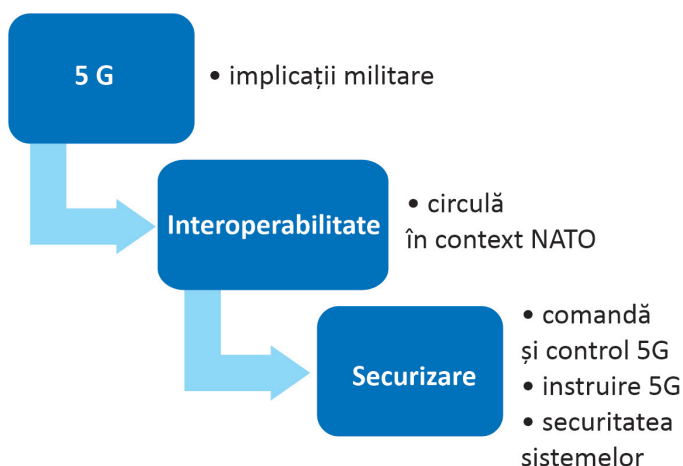 5 G
• implicații militare
Interoperabilitate
• circulă
în context NATO
Securizare
• comandă
și control 5G
• instruire 5G
• securitatea
sistemelor